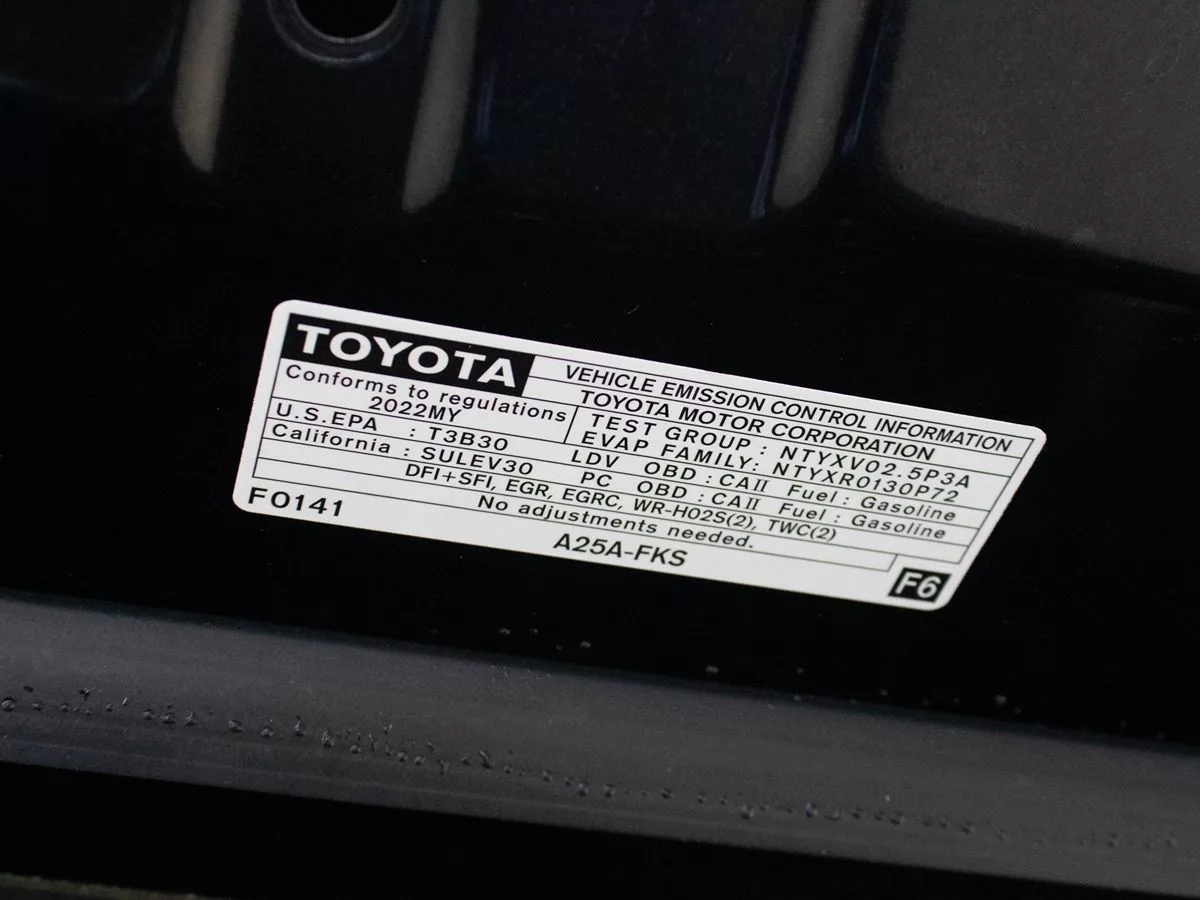 TOYOTA
VEHICLE EMISSION CONTROL INFORMATION
TOYOTA MOTOR CORPORATION
Conforms to regulations
2022MY
TEST GROUP : NTYXV02.5P3A
EVAP FAMILY: NTYXR0130P72
U.S.EPA : T3B30 LDV OBD : CAII Fuel : Gasoline
California : SULEV30 PC OBD : CAII Fuel : Gasoline
DFI+SFI, EGR, EGRC, WR-HO2S(2), TWC(2)
No adjustments needed.
F0141
A25A-FKS
F6